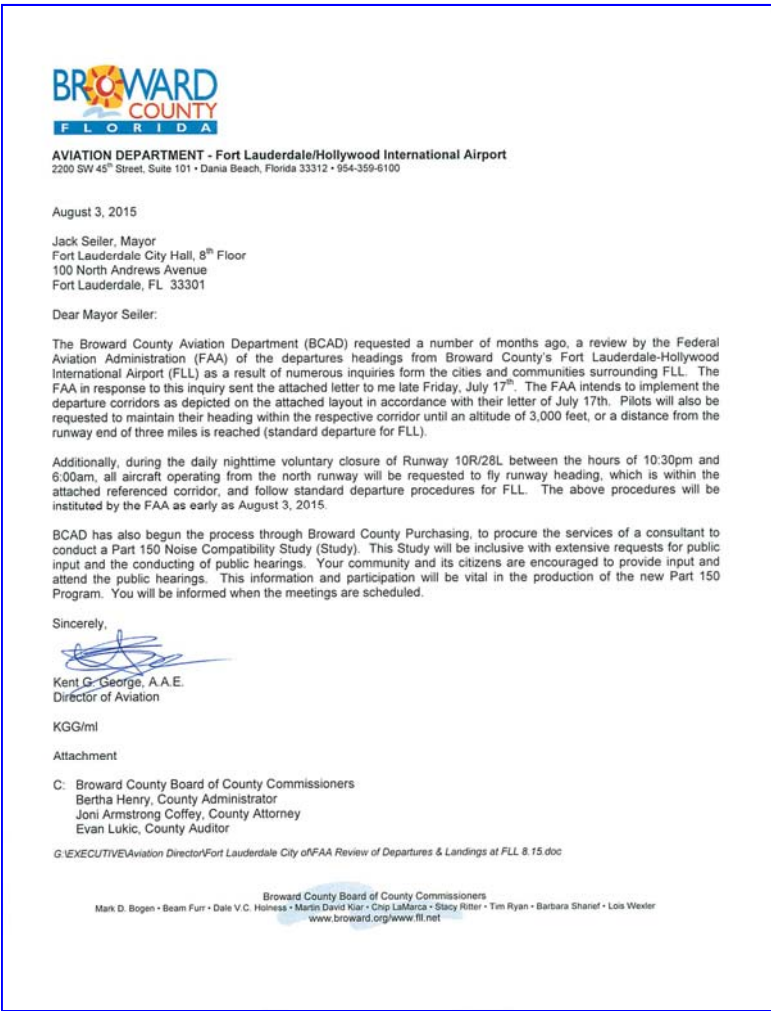 BROWARD
COUNTY
FLORIDA
AVIATION DEPARTMENT - Fort Lauderdale/Hollywood International Airport
2200 SW 45th Street, Suite 101 • Dania Beach, Florida 33312 • 954-359-6100
August 3, 2015
Jack Seiler, Mayor
Fort Lauderdale City Hall, 8th Floor
100 North Andrews Avenue
Fort Lauderdale, FL 33301
Dear Mayor Seiler:
The Broward County Aviation Department (BCAD) requested a number of months ago, a review by the Federal
Aviation Administration (FAA) of the departures headings from Broward County's Fort Lauderdale-Hollywood
International Airport (FLL) as a result of numerous inquiries form the cities and communities surrounding FLL. The
FAA in response to this inquiry sent the attached letter to me late Friday, July 17th. The FAA intends to implement the
departure corridors as depicted on the attached layout in accordance with their letter of July 17th. Pilots will also be
requested to maintain their heading within the respective corridor until an altitude of 3,000 feet, or a distance from the
runway end of three miles is reached (standard departure for FLL).
Additionally, during the daily nighttime voluntary closure of Runway 10R/28L between the hours of 10:30pm and
6:00am, all aircraft operating from the north runway will be requested to fly runway heading, which is within the
attached referenced corridor, and follow standard departure procedures for FLL. The above procedures will be
instituted by the FAA as early as August 3, 2015.
BCAD has also begun the process through Broward County Purchasing, to procure the services of a consultant to
conduct a Part 150 Noise Compatibility Study (Study). This Study will be inclusive with extensive requests for public
input and the conducting of public hearings. Your community and its citizens are encouraged to provide input and
attend the public hearings. This information and participation will be vital in the production of the new Part 150
Program. You will be informed when the meetings are scheduled.
Sincerely,
Kent G. George, A.A.E.
Director of Aviation
KGG/ml
Attachment
C: Broward County Board of County Commissioners
Bertha Henry, County Administrator
Joni Armstrong Coffey, County Attorney
Evan Lukic, County Auditor
G:\EXECUTIVE\Aviation Director\Fort Lauderdale City of\FAA Review of Departures & Landings at FLL 8.15.doc
Broward County Board of County Commissioners
Mark D. Bogen • Beam Furr • Dale V.C. Holness • Martin David Kiar • Chip LaMarca • Stacy Ritter • Tim Ryan • Barbara Sharief • Lois Wexler
www.broward.org/www.fll.net